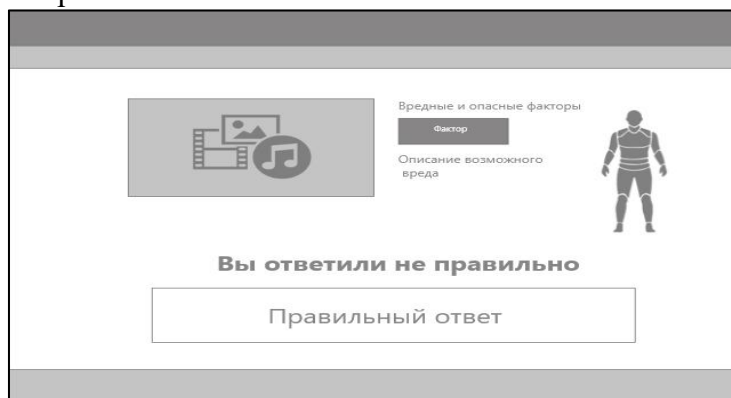 Вредные и опасные факторы
Фактор
Описание возможного
вреда
Вы ответили не правильно
Правильный ответ